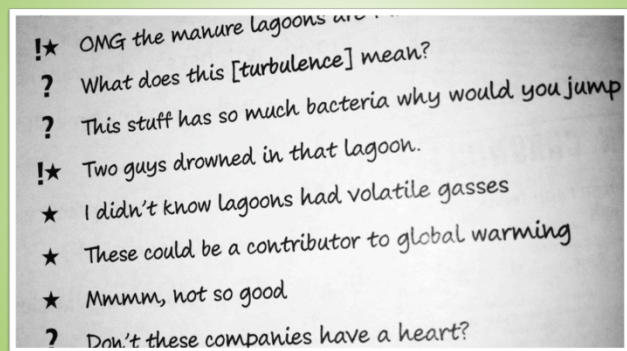 !★ OMG the manure lagoons
? What does this [turbulence] mean?
? This stuff has so much bacteria why would you jump
!★ Two guys drowned in that lagoon.
★ I didn't know lagoons had volatile gasses
★ These could be a contributor to global warming
★ Mmmm, not so good
? Don't these companies have a heart?